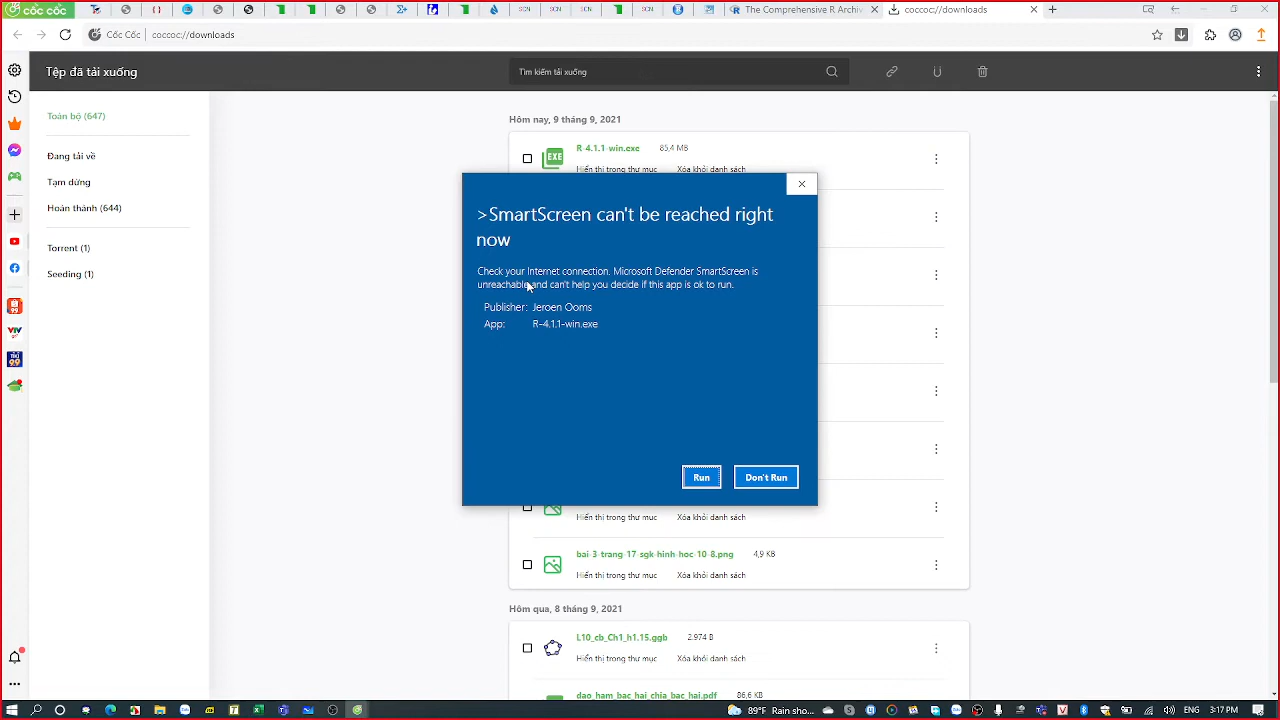 cốc cốc
SCN
SCN
SCN
The Comprehensive R Archiv
coccoc://downloads
Cốc Cốc
coccoc://downloads
Tệp đã tải xuống
Tìm kiếm tải xuống
Toàn bộ (647)
Đang tải về
Tạm dừng
Hoàn thành (644)
Torrent (1)
Seeding (1)
Hôm nay, 9 tháng 9, 2021
EXE
R-4.1.1-win.exe
85,4 MB
Hiển thị trong thư mục
Xóa khỏi danh sách
>SmartScreen can't be reached right
now
Check your Internet connection. Microsoft Defender SmartScreen is
unreachable and can't help you decide if this app is ok to run.
Publisher: Jeroen Ooms
App: R-4.1.1-win.exe
Run
Don't Run
Hiển thị trong thư mục
Xóa khỏi danh sách
bai-3-trang-17-sgk-hinh-hoc-10-8.png
4,9 KB
Hiển thị trong thư mục
Xóa khỏi danh sách
Hôm qua, 8 tháng 9, 2021
L10_cb_Ch1_h1.15.ggb
2.974 B
Hiển thị trong thư mục
Xóa khỏi danh sách
dao_ham_bac_hai_chia_bac_hai.pdf
86,6 KB
89°F Rain sho...
3:17 PM